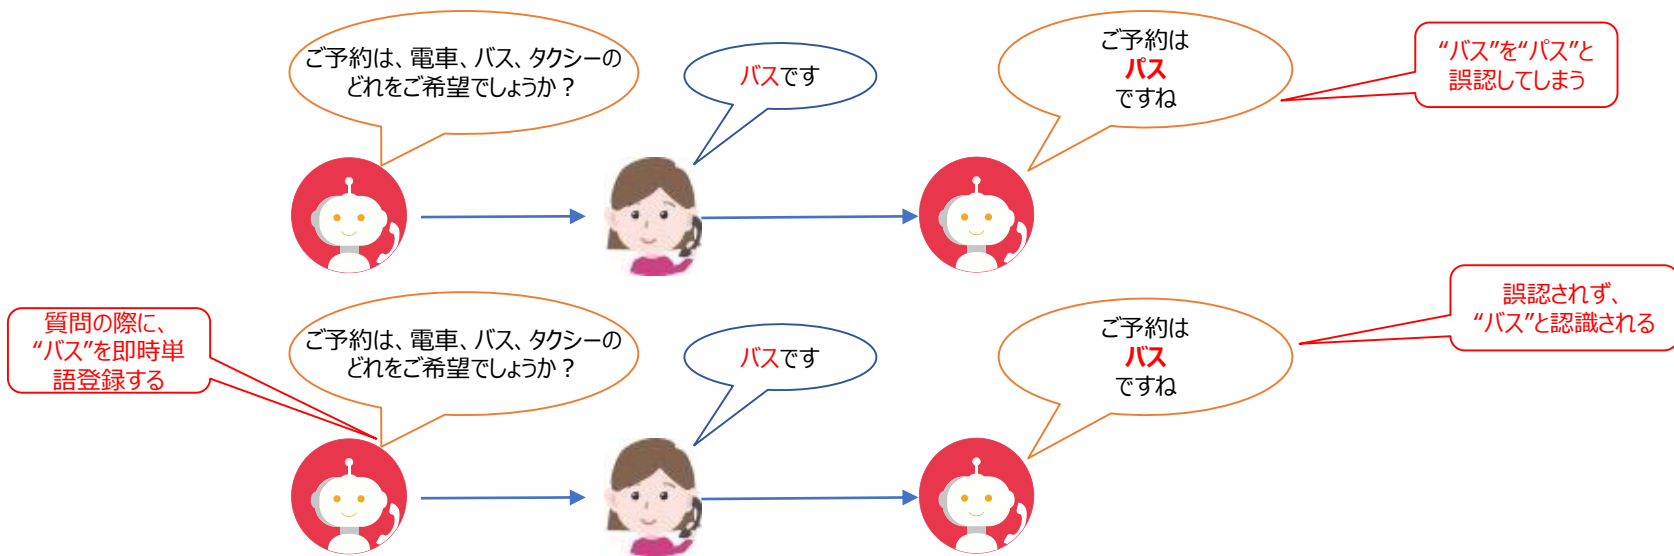 ご予約は、電車、バス、タクシーの
どれをご希望でしょうか？
バスです
ご予約は
パス
ですね
“バス”を“パス”と
誤認してしまう
質問の際に、
“バス”を即時単
語登録する
ご予約は、電車、バス、タクシーの
どれをご希望でしょうか？
バスです
ご予約は
バス
ですね
誤認されず、
“バス”と認識される